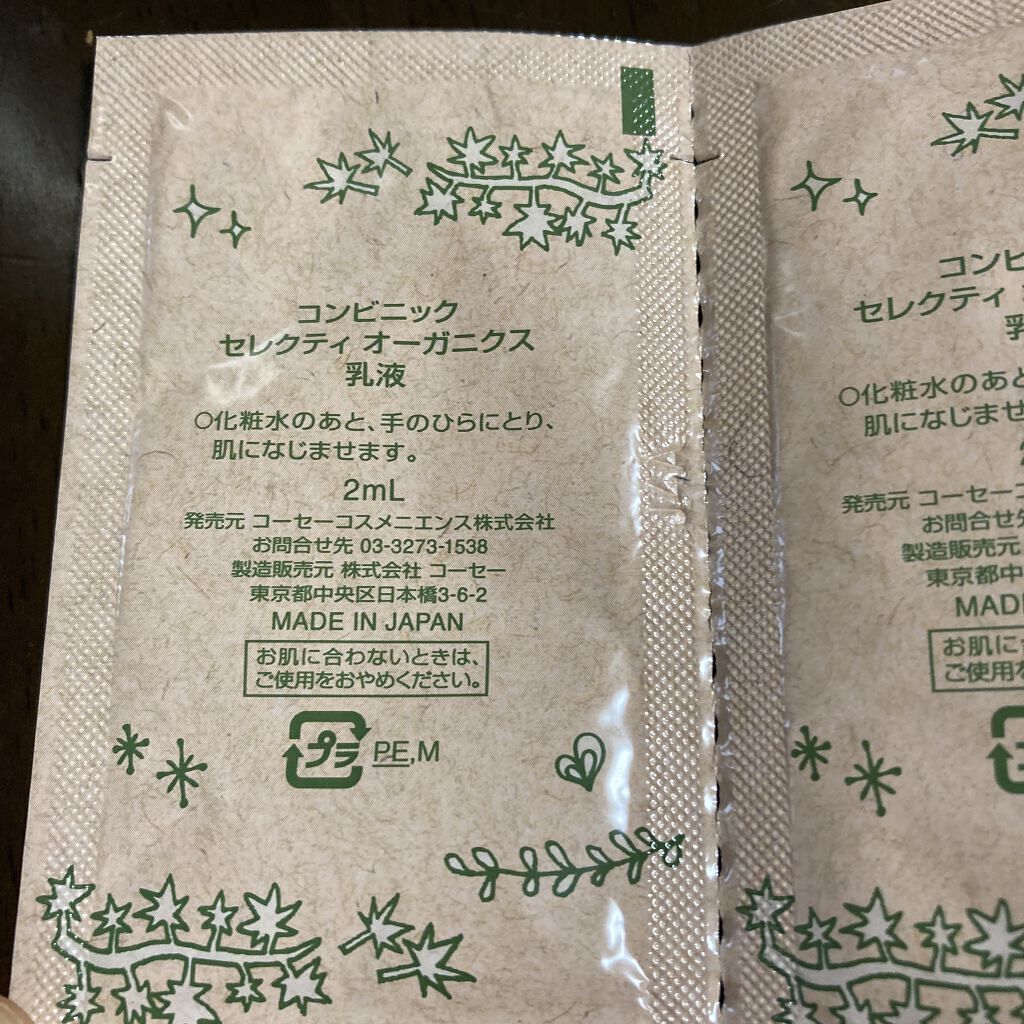 コンビニック
セレクティ オーガニクス
乳液
○化粧水のあと、手のひらにとり、
肌になじませます。
2mL
発売元 コーセーコスメニエンス株式会社
お問合せ先 03-3273-1538
製造販売元 株式会社 コーセー
東京都中央区日本橋3-6-2
MADE IN JAPAN
お肌に合わないときは、
ご使用をおやめください。
プラ PE,M
コンビ
セレクティ
乳
○化粧水のあと
肌になじませ
発売元 コーセーコ
お問合せ先
製造販売元
東京都中
MADE
お肌に合
ご使用を